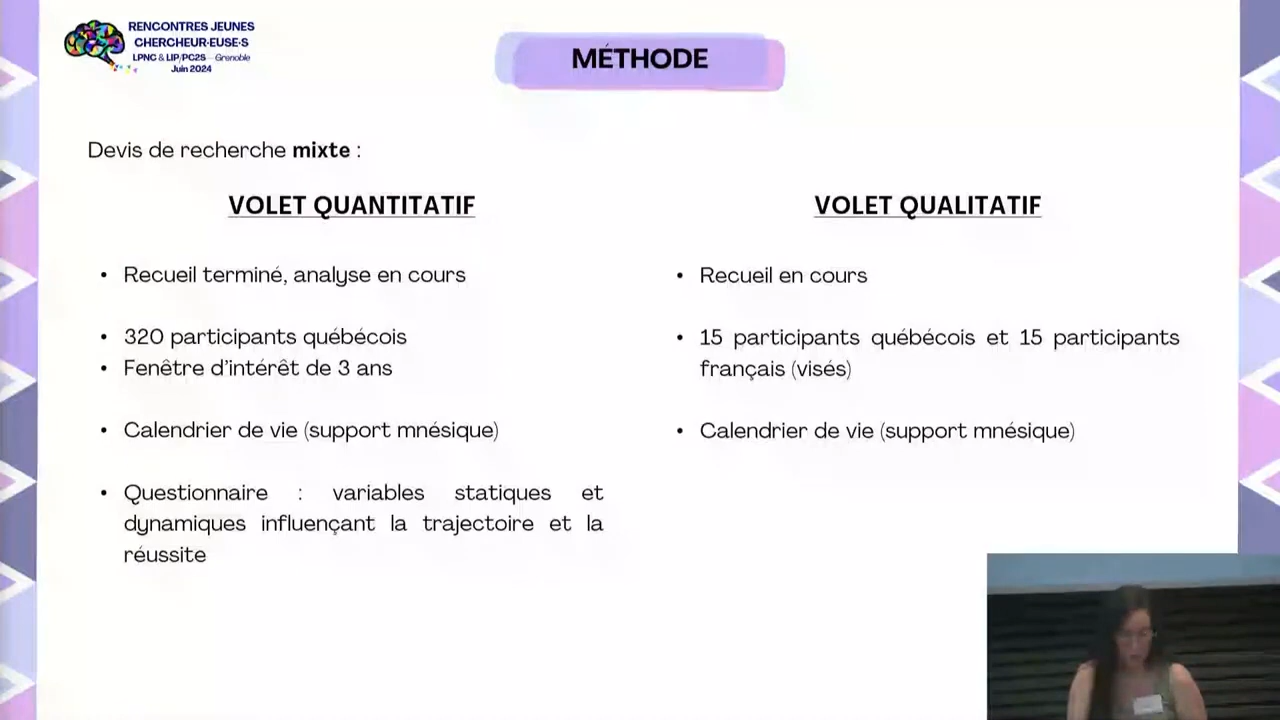 RENCONTRES JEUNES
CHERCHEUR·EUSE·S
LPNC & LIP/PC2S - Grenoble
Juin 2024
MÉTHODE
Devis de recherche mixte :
VOLET QUANTITATIF
• Recueil terminé, analyse en cours
• 320 participants québécois
• Fenêtre d'intérêt de 3 ans
• Calendrier de vie (support mnésique)
• Questionnaire : variables statiques et
dynamiques influençant la trajectoire et la
réussite
VOLET QUALITATIF
• Recueil en cours
• 15 participants québécois et 15 participants
français (visés)
• Calendrier de vie (support mnésique)